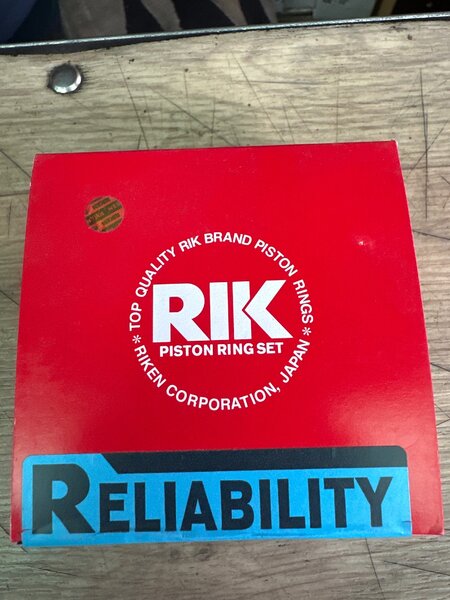 * TOP QUALITY RIK BRAND PISTON RINGS *
RIK
PISTON RING SET
RIKEN CORPORATION, JAPAN
RELIABILITY